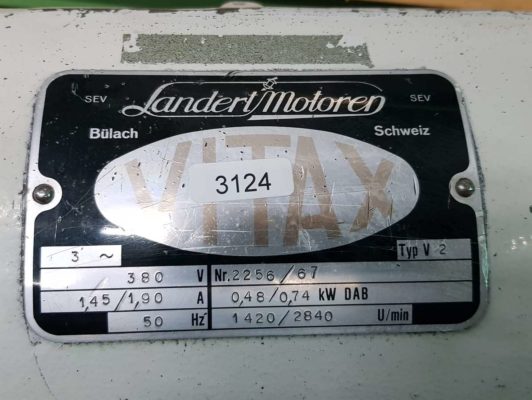 SEV Landert Motoren SEV
Bülach Schweiz
VITAX
3124
3 ~ Typ V 2
380 V Nr. 2256/67
1,45/1,90 A 0,48/0,74 kW DAB
50 Hz 1420/2840 U/min